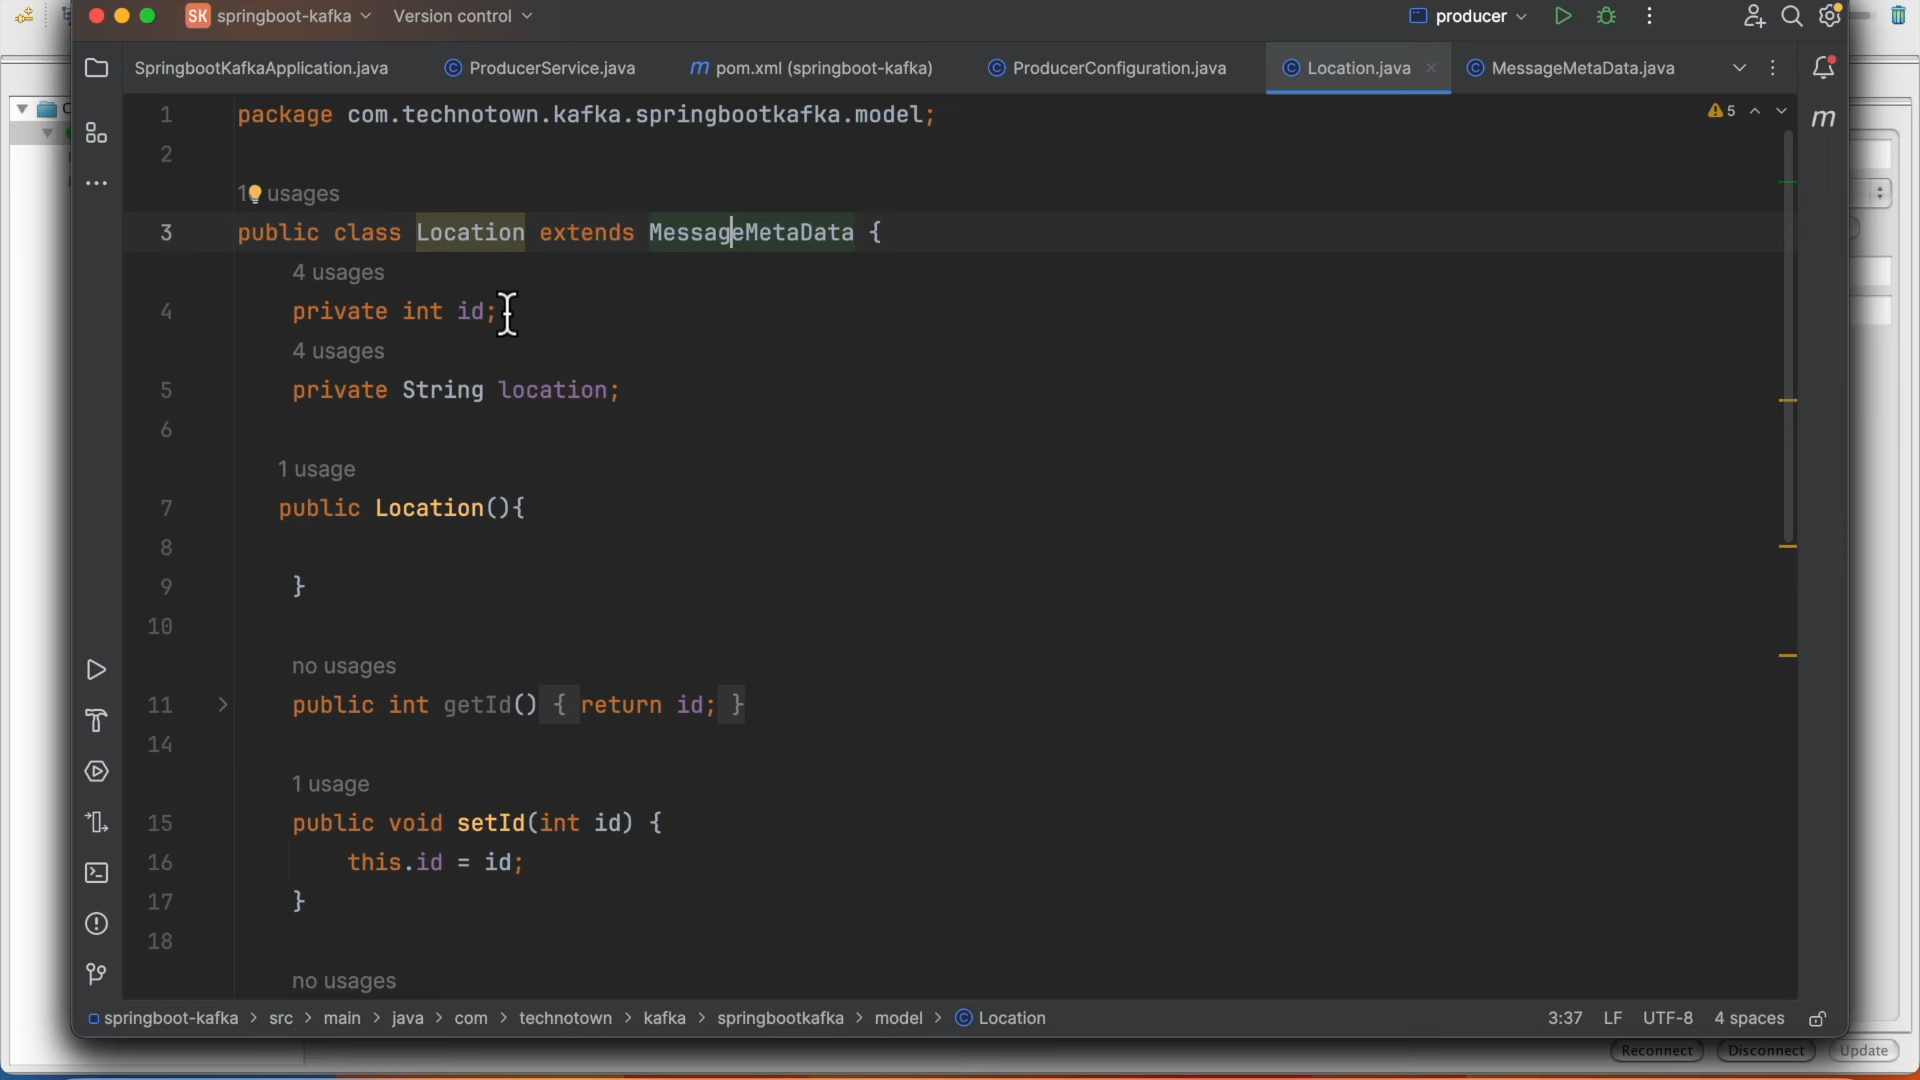 SK springboot-kafka Version control producer
SpringbootKafkaApplication.java ProducerService.java m pom.xml (springboot-kafka) ProducerConfiguration.java Location.java MessageMetaData.java
1 package com.technotown.kafka.springbootkafka.model; 5
m
2
usages
3 public class Location extends MessageMetaData {
4 usages
4 private int id;
4 usages
5 private String location;
6
1 usage
7 public Location(){
8
9 }
10
no usages
11 public int getId() { return id; }
14
1 usage
15 public void setId(int id) {
16 this.id = id;
17 }
18
no usages
springboot-kafka > src > main > java > com > technotown > kafka > springbootkafka > model > Location 3:37 LF UTF-8 4 spaces
Reconnect Disconnect Update